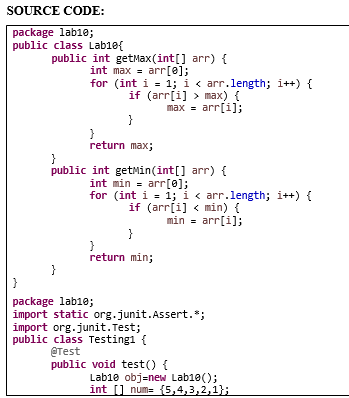 SOURCE CODE:
package lab10;
public class Lab10{
public int getMax(int[] arr) {
int max = arr[0];
for (int i = 1; i < arr.length; i++) {
if (arr[i] > max) {
max = arr[i];
}
}
return max;
}
public int getMin(int[] arr) {
int min = arr[0];
for (int i = 1; i < arr.length; i++) {
if (arr[i] < min) {
min = arr[i];
}
}
return min;
}
}
package lab10;
import static org.junit.Assert.*;
import org.junit.Test;
public class Testing1 {
@Test
public void test() {
Lab10 obj=new Lab10();
int [] num= {5,4,3,2,1};